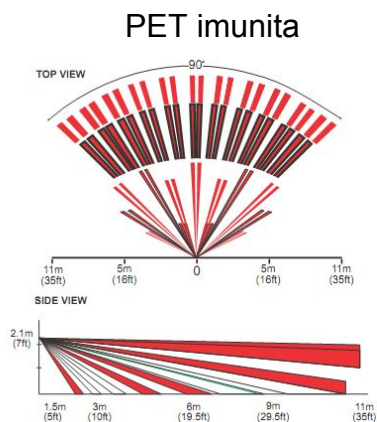 PET imunita
TOP VIEW
90°
11m 5m 0 5m 11m
(35ft) (16ft) (16ft) (35ft)
SIDE VIEW
2.1m
(7ft)
1.5m 3m 6m 9m 11m
(5ft) (10ft) (19.5ft) (29.5ft) (35ft)